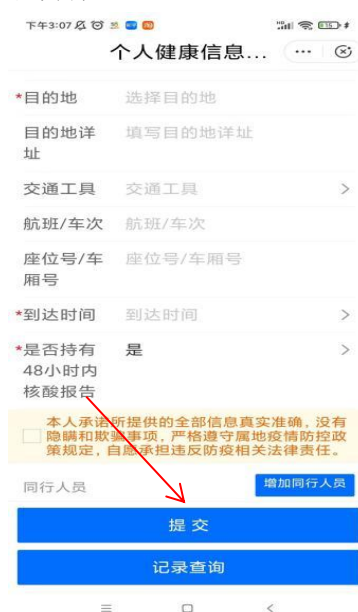 下午3:07
个人健康信息...
*目的地 选择目的地
目的地详 填写目的地详址
址
交通工具 交通工具
航班/车次 航班/车次
座位号/车 座位号/车厢号
厢号
*到达时间 到达时间
*是否持有 是
48小时内
核酸报告
本人承诺所提供的全部信息真实准确，没有
隐瞒和欺骗事项，严格遵守属地疫情防控政
策规定，自愿承担违反防疫相关法律责任。
同行人员 增加同行人员
提 交
记录查询